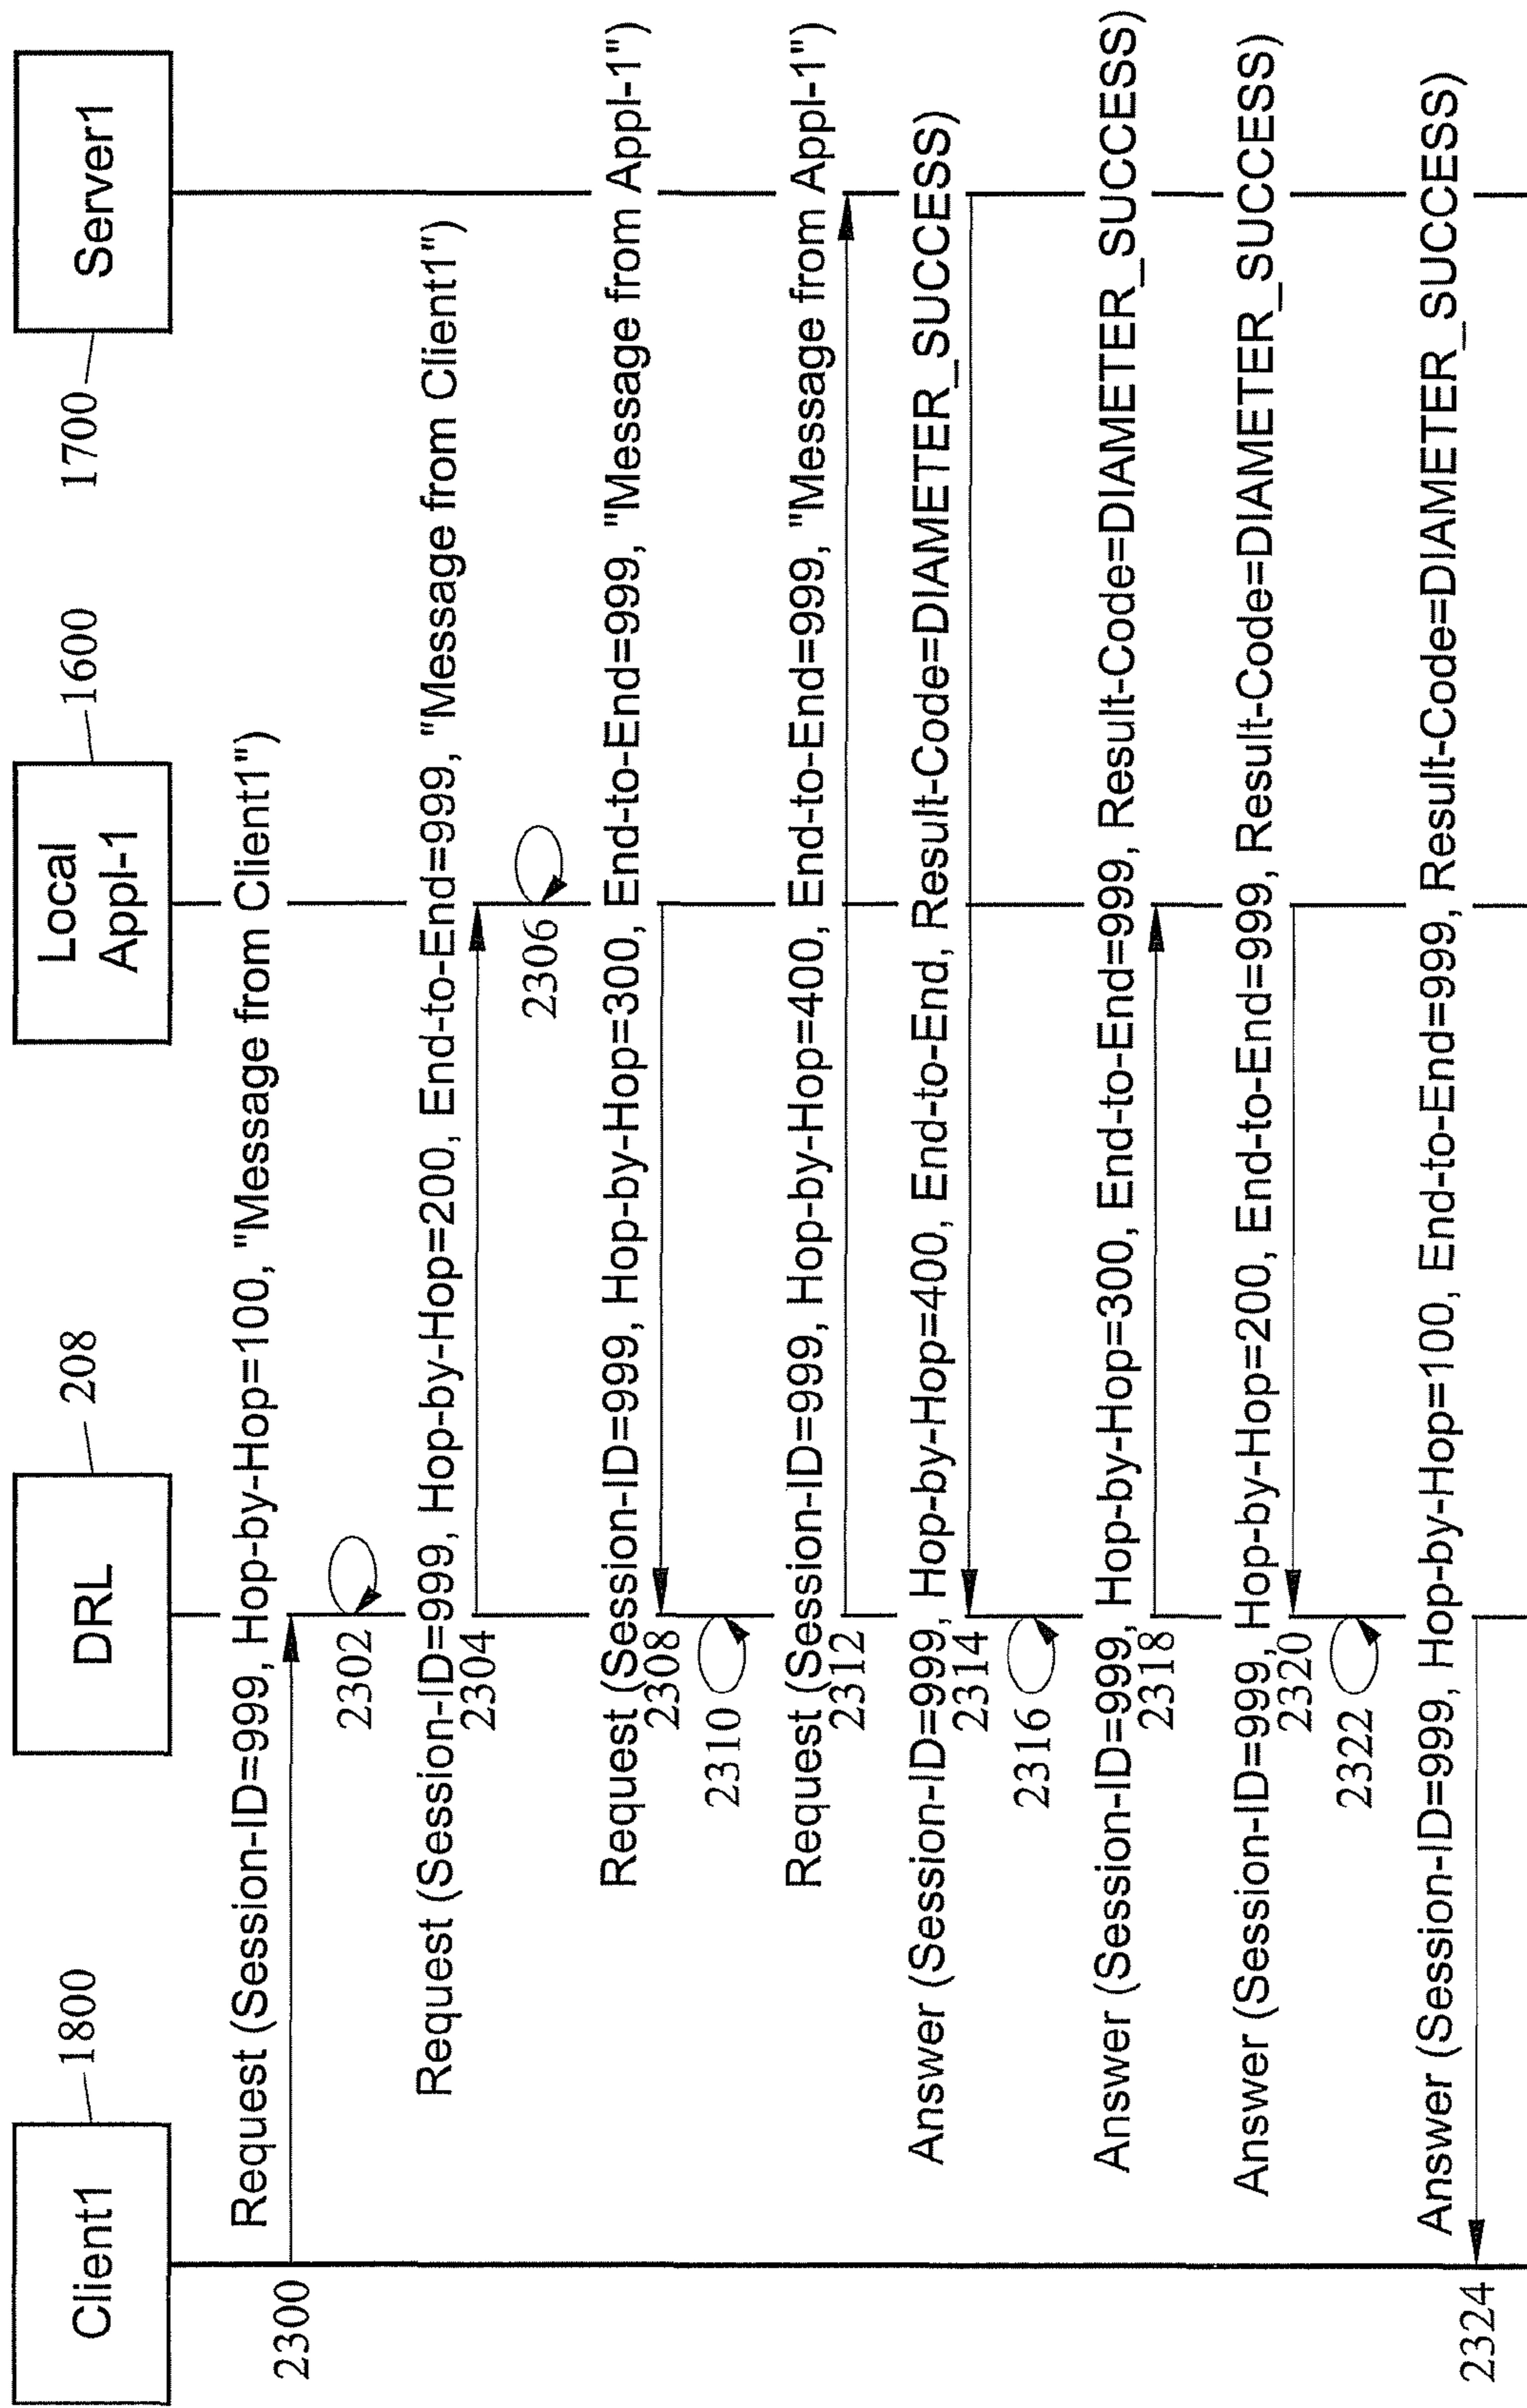 Client1
1800
DRL
208
Local
Appl-1
1600
Server1
1700
2300
Request (Session-ID=999, Hop-by-Hop=100, "Message from Client1")
2302
Request (Session-ID=999, Hop-by-Hop=200, End-to-End=999, "Message from Client1")
2304
2306
Request (Session-ID=999, Hop-by-Hop=300, End-to-End=999, "Message from Appl-1")
2308
2310
Request (Session-ID=999, Hop-by-Hop=400, End-to-End=999, "Message from Appl-1")
2312
Answer (Session-ID=999, Hop-by-Hop=400, End-to-End, Result-Code=DIAMETER_SUCCESS)
2314
2316
Answer (Session-ID=999, Hop-by-Hop=300, End-to-End=999, Result-Code=DIAMETER_SUCCESS)
2318
Answer (Session-ID=999, Hop-by-Hop=200, End-to-End=999, Result-Code=DIAMETER_SUCCESS)
2320
2322
Answer (Session-ID=999, Hop-by-Hop=100, End-to-End=999, Result-Code=DIAMETER_SUCCESS)
2324